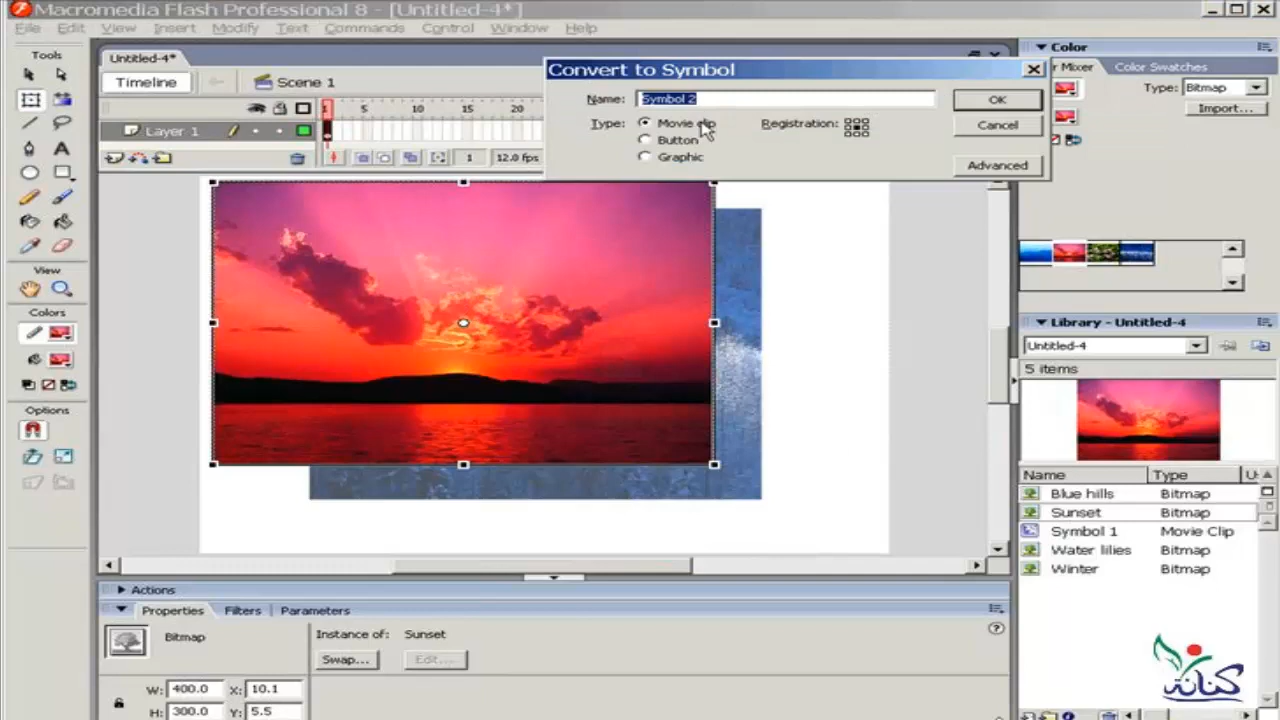 Macromedia Flash Professional 8 - [Untitled-4*]
File Edit View Insert Modify Text Commands Control Window Help
Tools
View
Colors
Options
Untitled-4*
Timeline
Scene 1
1 5 10 15 20
Layer 1
1 12.0 fps
Convert to Symbol
Name: Symbol 2
OK
Type: Movie clip
Registration:
Cancel
Button
Graphic
Advanced
Color
r Mixer
Color Swatches
Type: Bitmap
Import...
Library - Untitled-4
Untitled-4
5 items
Name Type U
Blue hills Bitmap
Sunset Bitmap
Symbol 1 Movie Clip
Water lilies Bitmap
Winter Bitmap
Actions
Properties Filters Parameters
Bitmap
Instance of: Sunset
Swap... Edit...
W: 400.0 X: 10.1
H: 300.0 Y: 5.5
كنانة